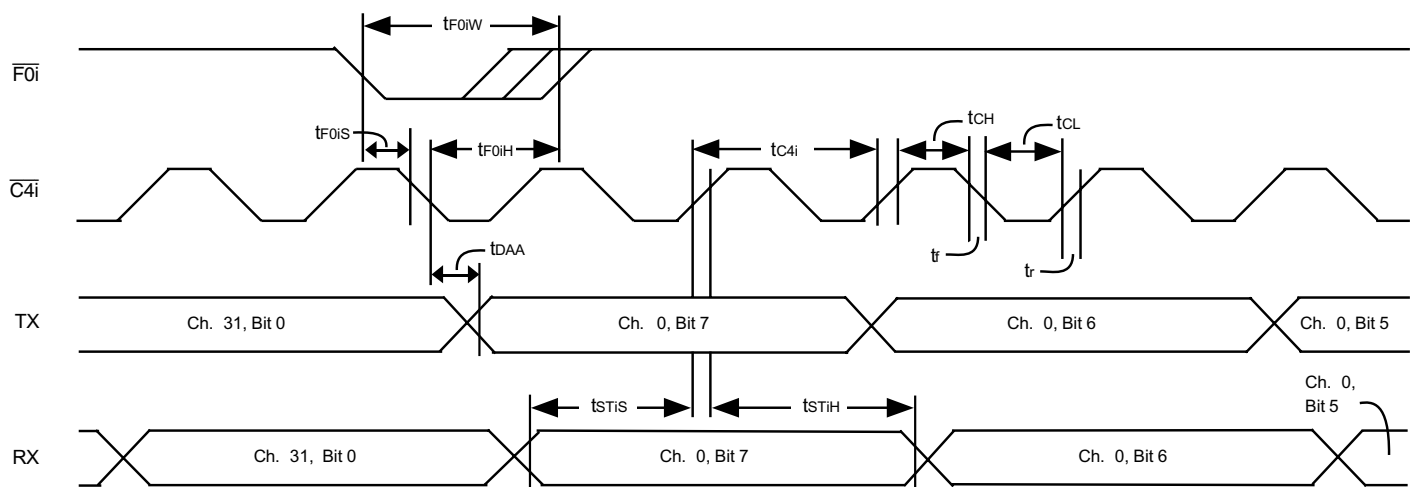 tF0iW
F0i
tF0iS
tF0iH
tC4i
tCH
tCL
C4i
tDAA
tf
tr
TX
Ch. 31, Bit 0
Ch. 0, Bit 7
Ch. 0, Bit 6
Ch. 0, Bit 5
tSTiS
tSTiH
Ch. 0,
Bit 5
RX
Ch. 31, Bit 0
Ch. 0, Bit 7
Ch. 0, Bit 6